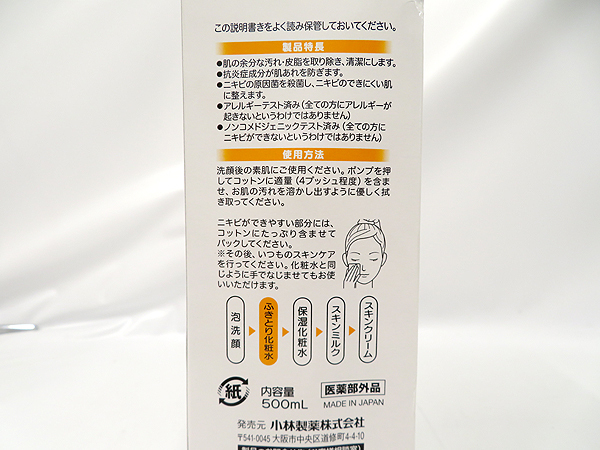 この説明書きをよく読み保管しておいてください。
製品特長
●肌の余分な汚れ・皮脂を取り除き、清潔にします。
●抗炎症成分が肌あれを防ぎます。
●ニキビの原因菌を殺菌し、ニキビのできにくい肌
に整えます。
●アレルギーテスト済み(全ての方にアレルギーが
起きないというわけではありません)
●ノンコメドジェニックテスト済み(全ての方に
ニキビができないというわけではありません)
使用方法
洗顔後の素肌にご使用ください。ポンプを押
してコットンに適量(4プッシュ程度)を含ま
せ、お肌の汚れを溶かし出すように優しく拭
き取ってください。
ニキビができやすい部分には、
コットンにたっぷり含ませて
パックしてください。
※その後、いつものスキンケア
を行ってください。化粧水と同
じように手でなじませてもお使
いいただけます。
泡洗顔
ふきとり化粧水
保湿化粧水
スキンミルク
スキンクリーム
紙
内容量
500mL
医薬部外品
MADE IN JAPAN
発売元 小林製薬株式会社
〒541-0045 大阪市中央区道修町4-4-10